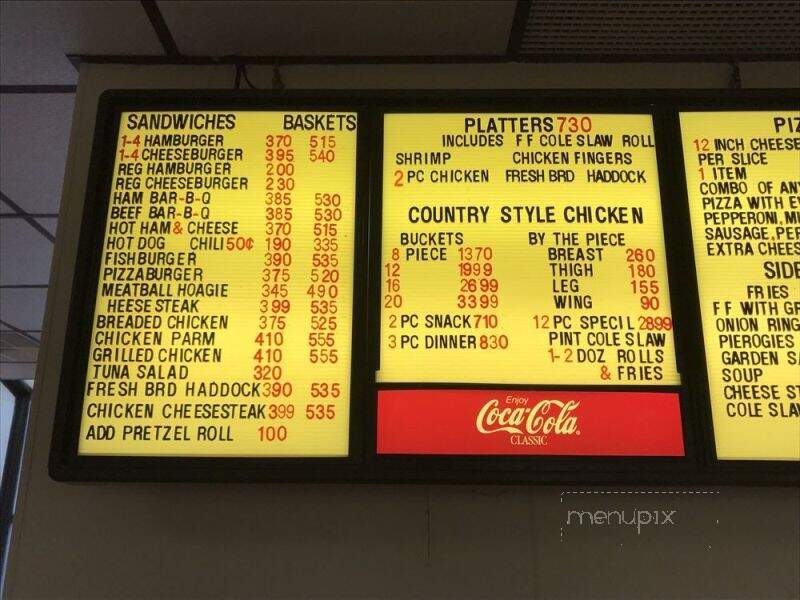 SANDWICHES BASKETS
1-4 HAMBURGER 370 515
1-4 CHEESEBURGER 395 540
REG HAMBURGER 200
REG CHEESEBURGER 230
HAM BAR-B-Q 385 530
BEEF BAR-B-Q 385 530
HOT HAM & CHEESE 370 515
HOT DOG CHILI 50¢ 190 335
FISHBURGER 390 535
PIZZABURGER 375 520
MEATBALL HOAGIE 345 490
HEESE STEAK 399 535
BREADED CHICKEN 375 525
CHICKEN PARM 410 555
GRILLED CHICKEN 410 555
TUNA SALAD 320
FRESH BRD HADDOCK 390 535
CHICKEN CHEESESTEAK 399 535
ADD PRETZEL ROLL 100
PLATTERS 730
INCLUDES F F COLE SLAW ROLL
SHRIMP CHICKEN FINGERS
2 PC CHICKEN FRESH BRD HADDOCK
COUNTRY STYLE CHICKEN
BUCKETS BY THE PIECE
8 PIECE 1370 BREAST 260
12 1999 THIGH 180
16 2699 LEG 155
20 3399 WING 90
2 PC SNACK 710 12 PC SPECIL 2899
3 PC DINNER 830 PINT COLE SLAW
1-2 DOZ ROLLS
& FRIES
Enjoy
Coca-Cola
CLASSIC
PIZ
12 INCH CHEESE
PER SLICE
1 ITEM
COMBO OF AN
PIZZA WITH E
PEPPERONI, M
SAUSAGE, PE
EXTRA CHEES
SIDE
FRIES
F F WITH GR
ONION RING
PIEROGIES
GARDEN SA
SOUP
CHEESE ST
COLE SLAW
menupix